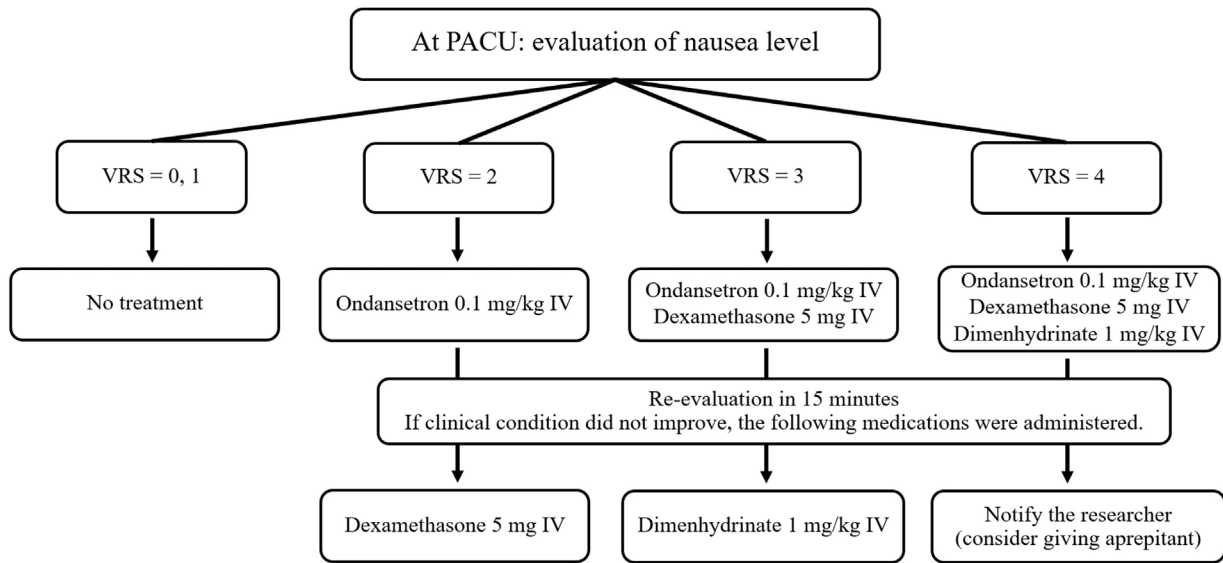 At PACU: evaluation of nausea level
VRS = 0, 1
VRS = 2
VRS = 3
VRS = 4
No treatment
Ondansetron 0.1 mg/kg IV
Ondansetron 0.1 mg/kg IV
Dexamethasone 5 mg IV
Ondansetron 0.1 mg/kg IV
Dexamethasone 5 mg IV
Dimenhydrinate 1 mg/kg IV
Re-evaluation in 15 minutes
If clinical condition did not improve, the following medications were administered.
Dexamethasone 5 mg IV
Dimenhydrinate 1 mg/kg IV
Notify the researcher
(consider giving aprepitant)